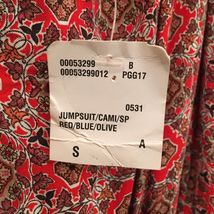 00053299 B
00053299012 PGG17
0531
JUMPSUIT/CAMI/SP
RED/BLUE/OLIVE
S A